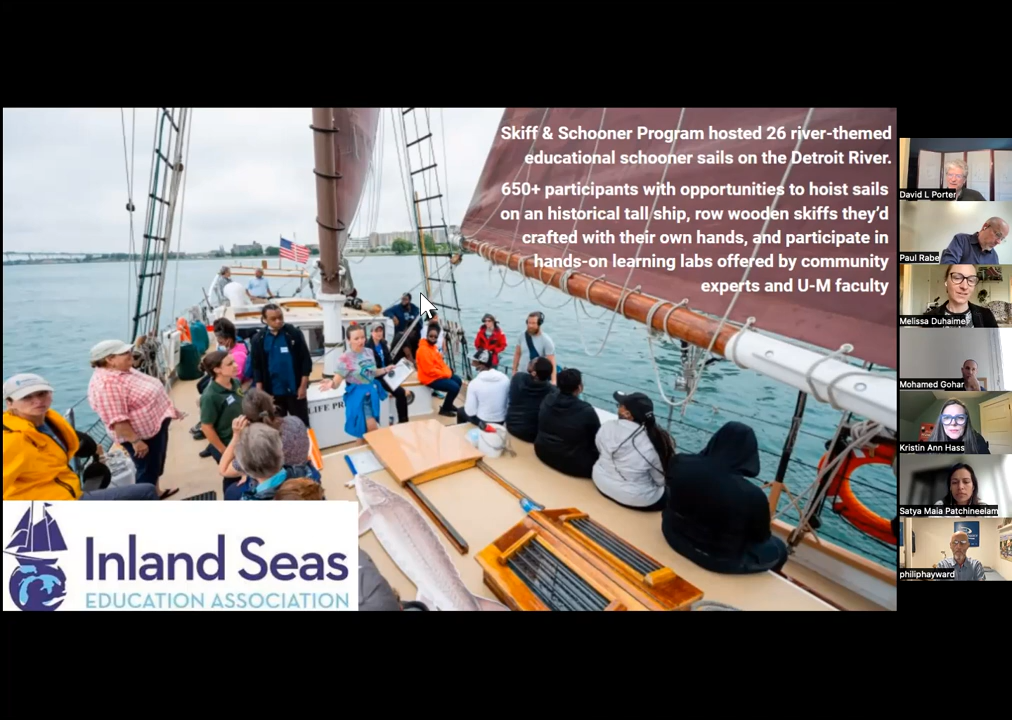 Skiff & Schooner Program hosted 26 river-themed
educational schooner sails on the Detroit River.
650+ participants with opportunities to hoist sails
on an historical tall ship, row wooden skiffs they'd
crafted with their own hands, and participate in
hands-on learning labs offered by community
experts and U-M faculty
LIFE PR
Inland Seas
EDUCATION ASSOCIATION
David L Porter
Paul Rabe
Melissa Duhaime
Mohamed Gohar
Kristin Ann Hass
Satya Maia Patchineelam
philiphayward